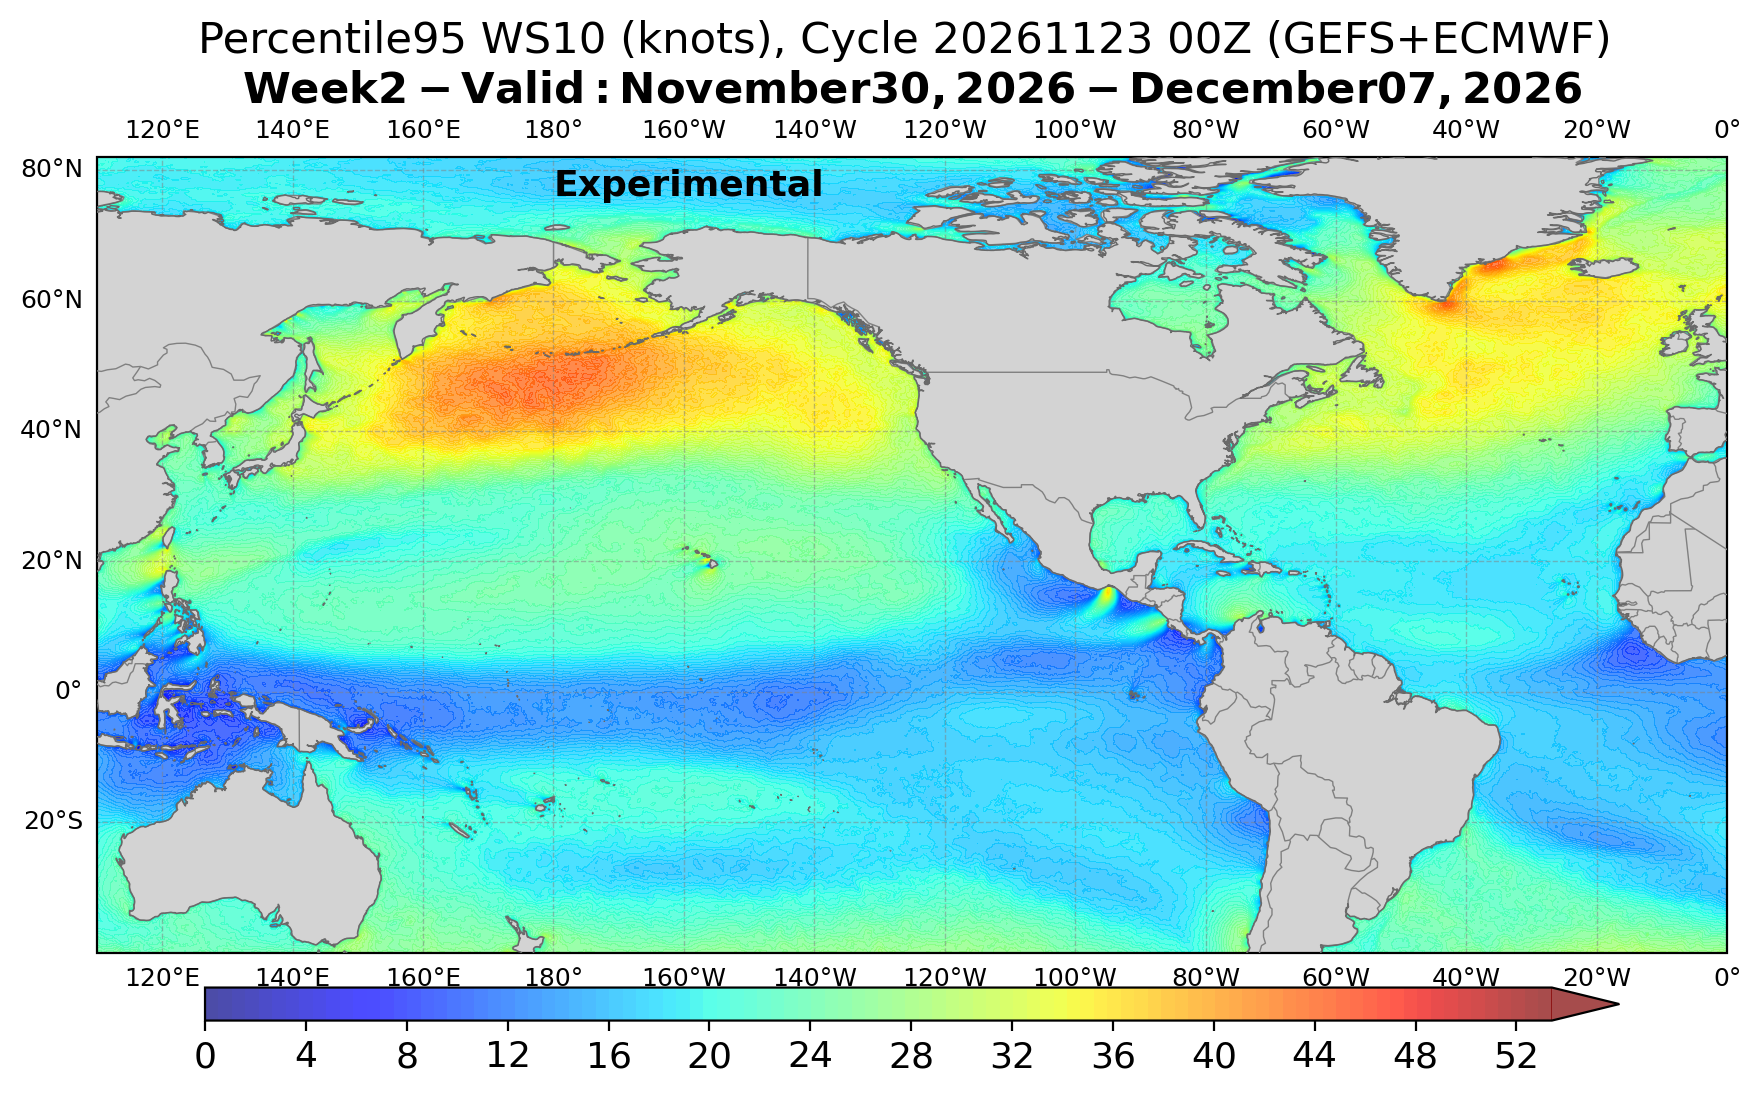 Percentile95 WS10 (knots), Cycle 20261123 00Z (GEFS+ECMWF)
Week2 − Valid : November30, 2026 − December07, 2026
120°E 140°E 160°E 180° 160°W 140°W 120°W 100°W 80°W 60°W 40°W 20°W 0°
80°N
Experimental
60°N
40°N
20°N
0°
20°S
120°E 140°E 160°E 180° 160°W 140°W 120°W 100°W 80°W 60°W 40°W 20°W 0°
0 4 8 12 16 20 24 28 32 36 40 44 48 52